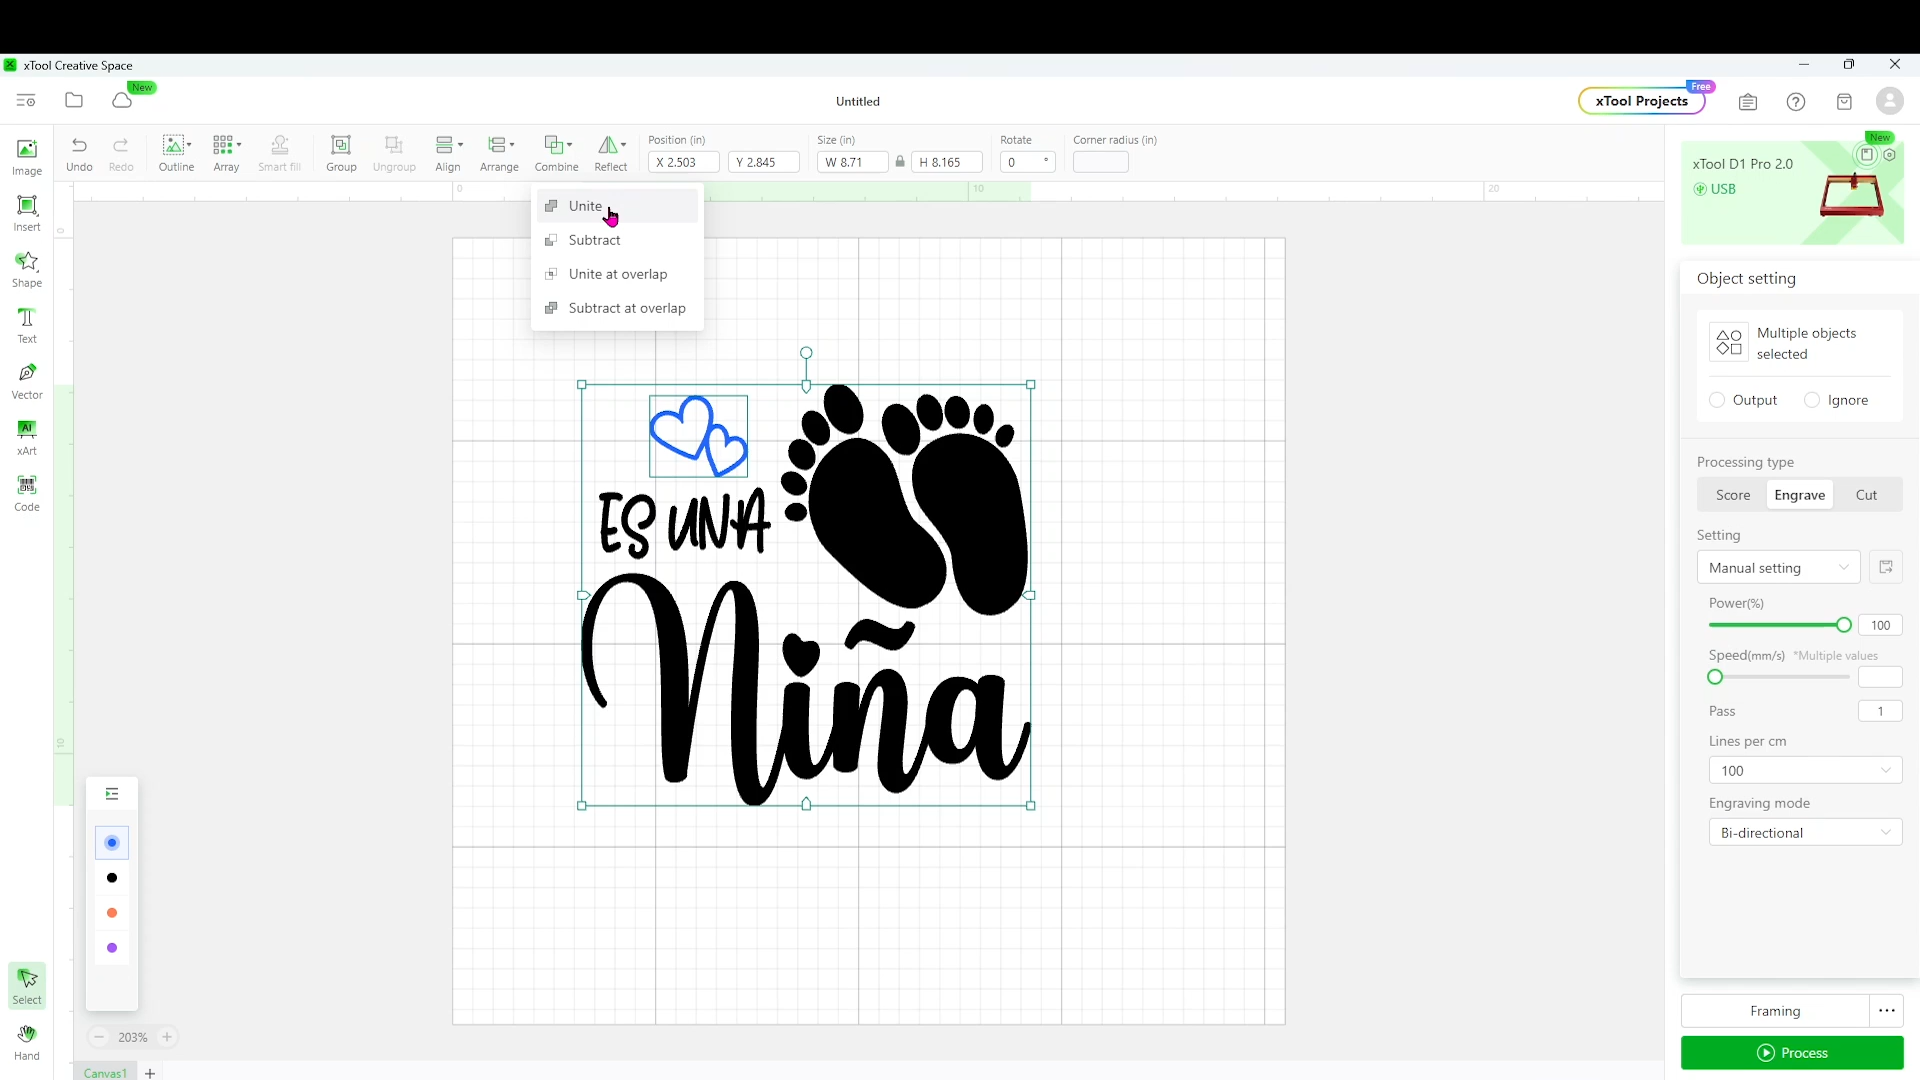 xTool Creative Space
New
Untitled
xTool Projects
Free
Undo
Redo
Outline
Array
Smart fill
Group
Ungroup
Align
Arrange
Combine
Reflect
Position (in)
X 2.503
Y 2.845
Size (in)
W 8.71
H 8.165
Rotate
0 °
Corner radius (in)
Image
Insert
Shape
Text
Vector
AI
xArt
Code
Select
Hand
0
10
20
0
10
Unite
Subtract
Unite at overlap
Subtract at overlap
ES UNA
Niña
203%
Canvas1
New
xTool D1 Pro 2.0
USB
Object setting
Multiple objects
selected
Output
Ignore
Processing type
Score
Engrave
Cut
Setting
Manual setting
Power(%)
100
Speed(mm/s) *Multiple values
Pass
1
Lines per cm
100
Engraving mode
Bi-directional
Framing
Process